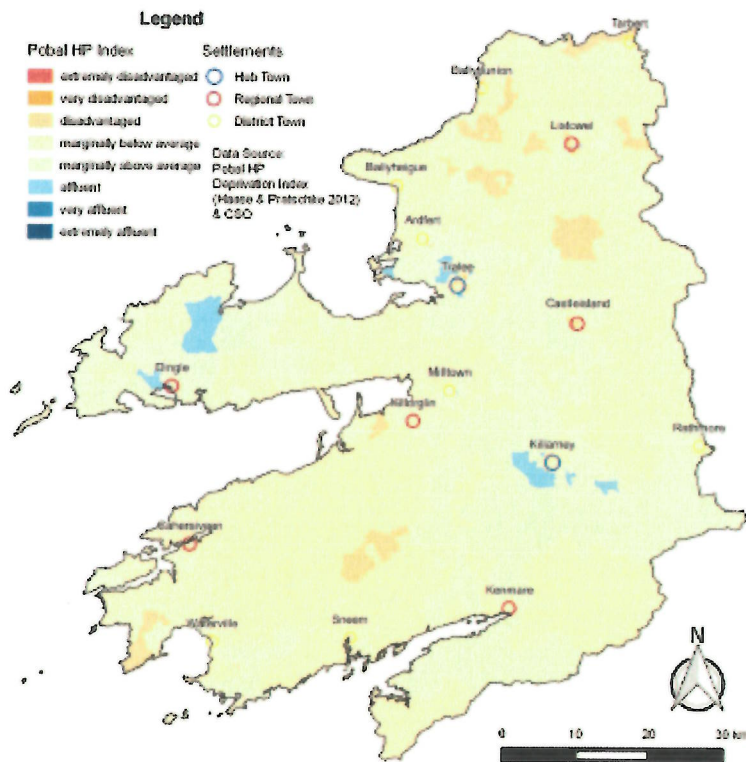 Legend
Pobal HP Index
extremely disadvantaged
very disadvantaged
disadvantaged
marginally below average
marginally above average
affluent
very affluent
extremely affluent
Settlements
Hub Town
Regional Town
District Town
Data Source:
Pobal HP
Deprivation Index
(Haase & Pratschke 2012)
& CSO
Tarbert
Ballybunion
Listowel
Ballyheigue
Ardfert
Tralee
Castleisland
Dingle
Milltown
Killorglin
Rathmore
Killarney
Cahersiveen
Kenmare
Waterville
Sneem
N
0 10 20 30 km